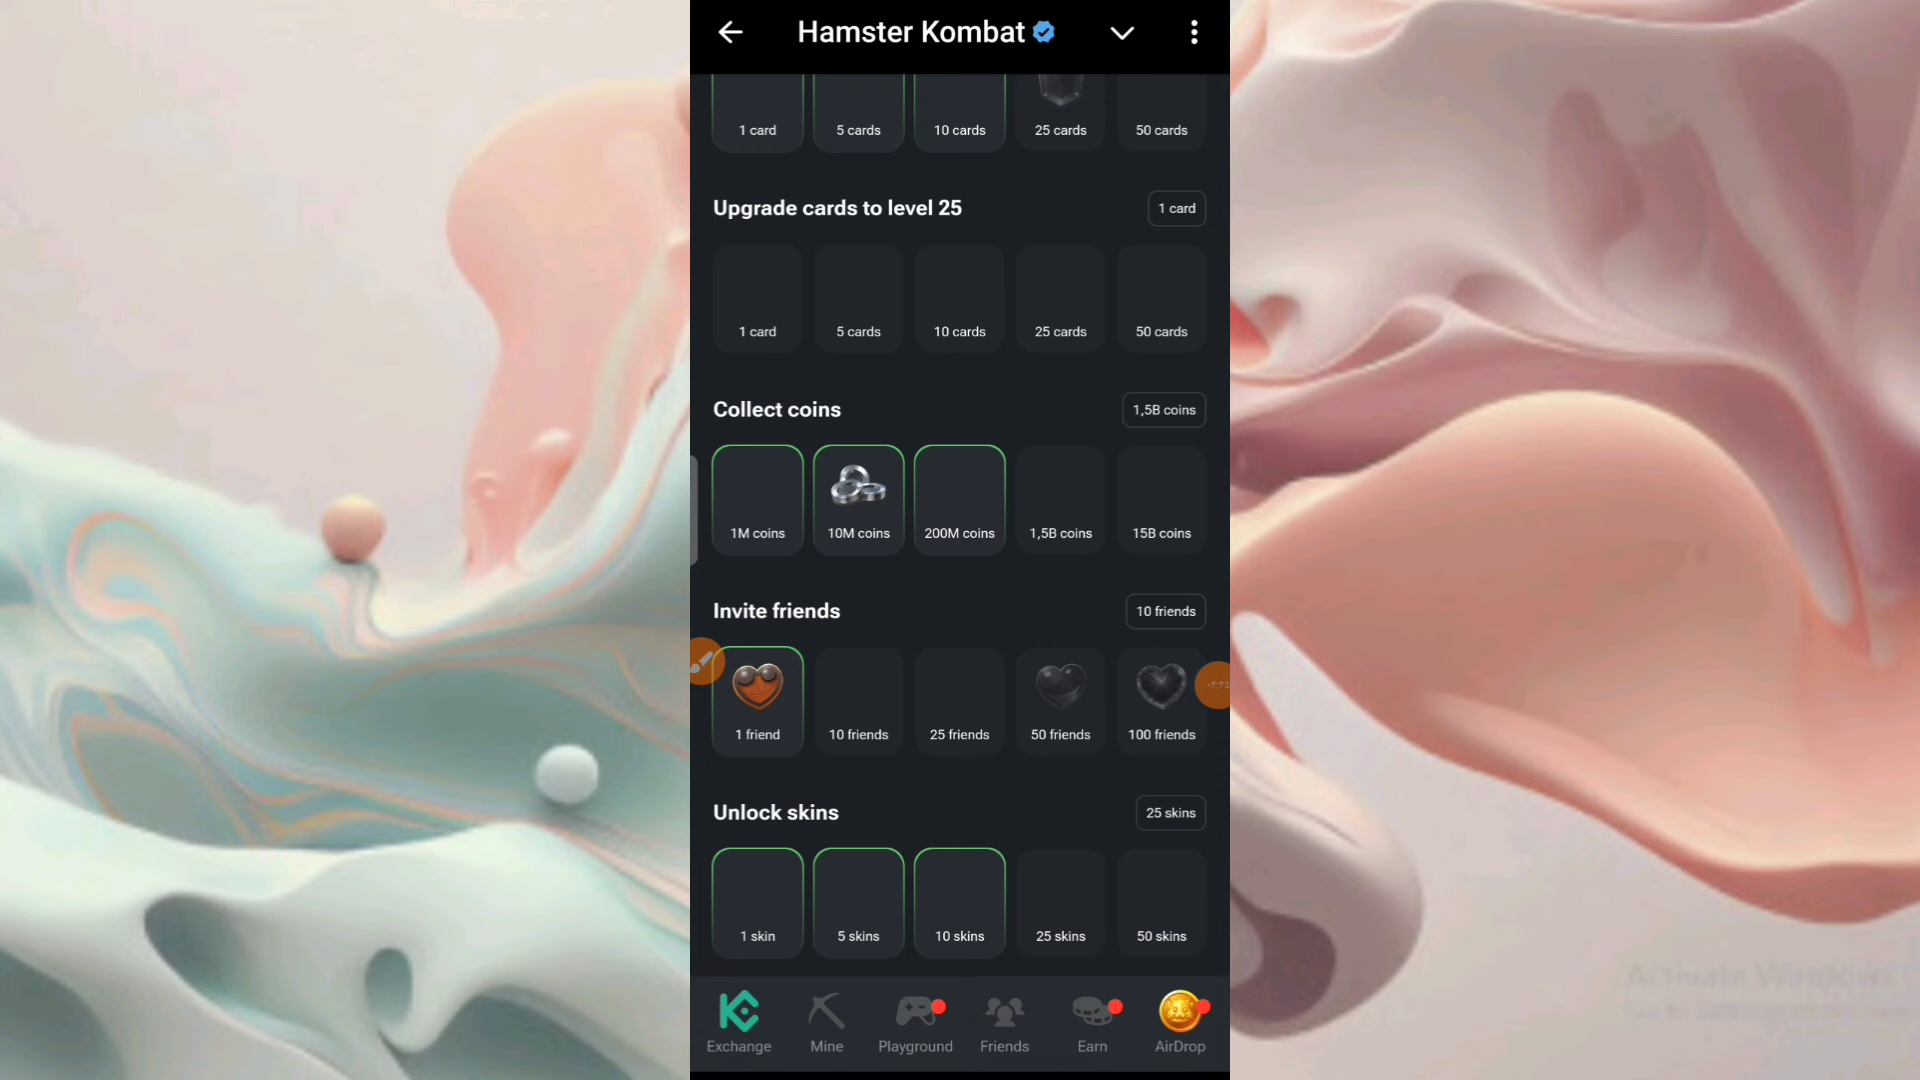 Hamster Kombat
1 card
5 cards
10 cards
25 cards
50 cards
Upgrade cards to level 25
1 card
1 card
5 cards
10 cards
25 cards
50 cards
Collect coins
1,5B coins
1M coins
10M coins
200M coins
1,5B coins
15B coins
Invite friends
10 friends
1 friend
10 friends
25 friends
50 friends
100 friends
Unlock skins
25 skins
1 skin
5 skins
10 skins
25 skins
50 skins
Exchange
Mine
Playground
Friends
Earn
AirDrop
Activate Windows